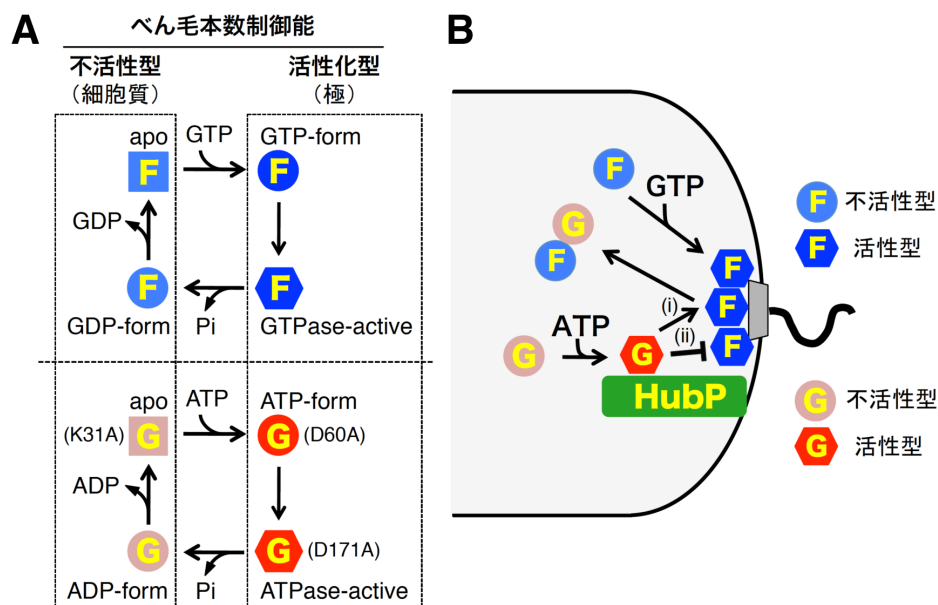 A
べん毛本数制御能
不活性型
（細胞質）
活性化型
（極）
apo
GTP
GTP-form
F
F
GDP
F
F
GDP-form
Pi
GTPase-active
apo
ATP
ATP-form
(K31A)
G
G
(D60A)
ADP
G
G
(D171A)
ADP-form
Pi
ATPase-active
B
F
GTP
G
F
F
F
F
(i)
(ii)
ATP
G
G
HubP
F
不活性型
F
活性型
G
不活性型
G
活性型